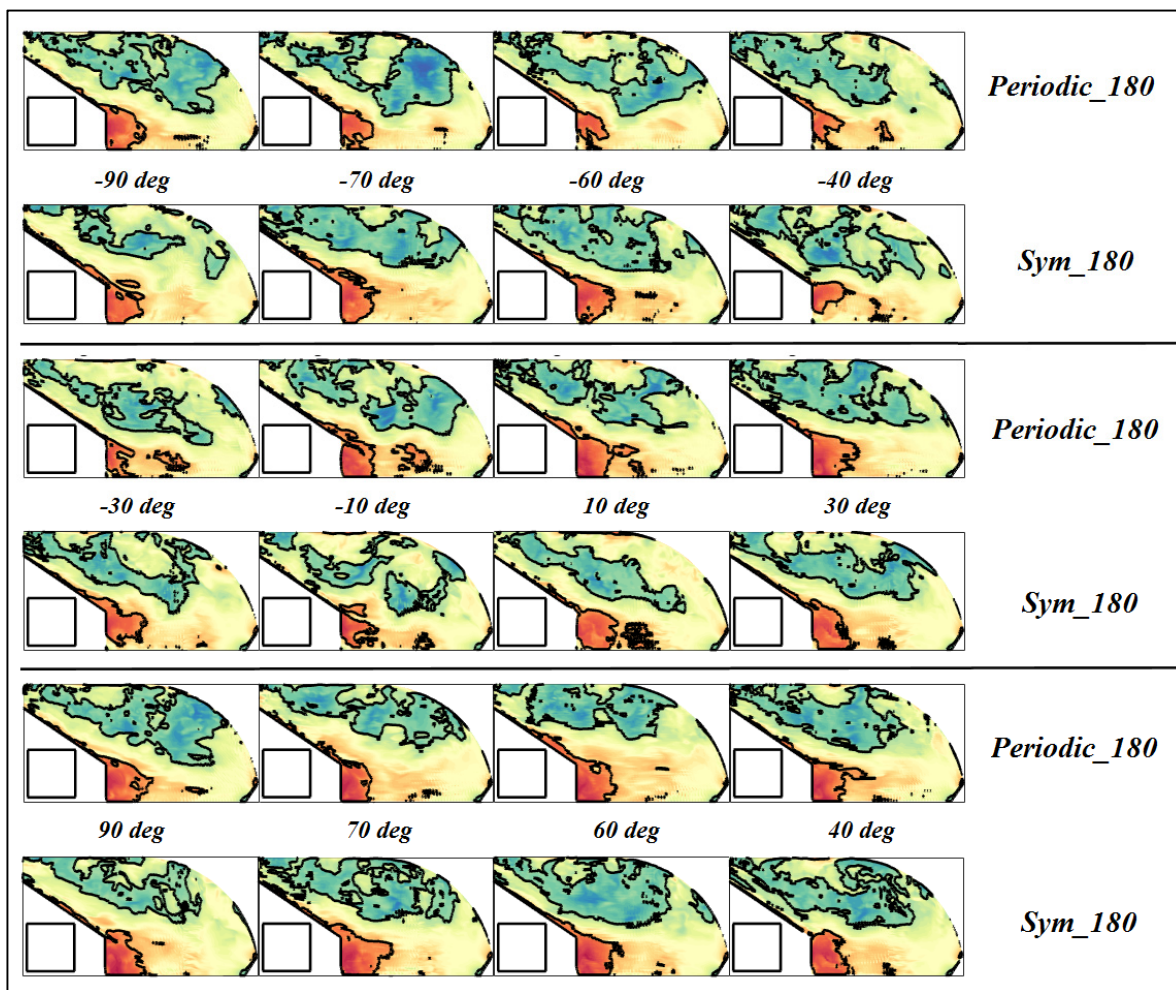 Periodic_180
-90 deg -70 deg -60 deg -40 deg
Sym_180
Periodic_180
-30 deg -10 deg 10 deg 30 deg
Sym_180
Periodic_180
90 deg 70 deg 60 deg 40 deg
Sym_180